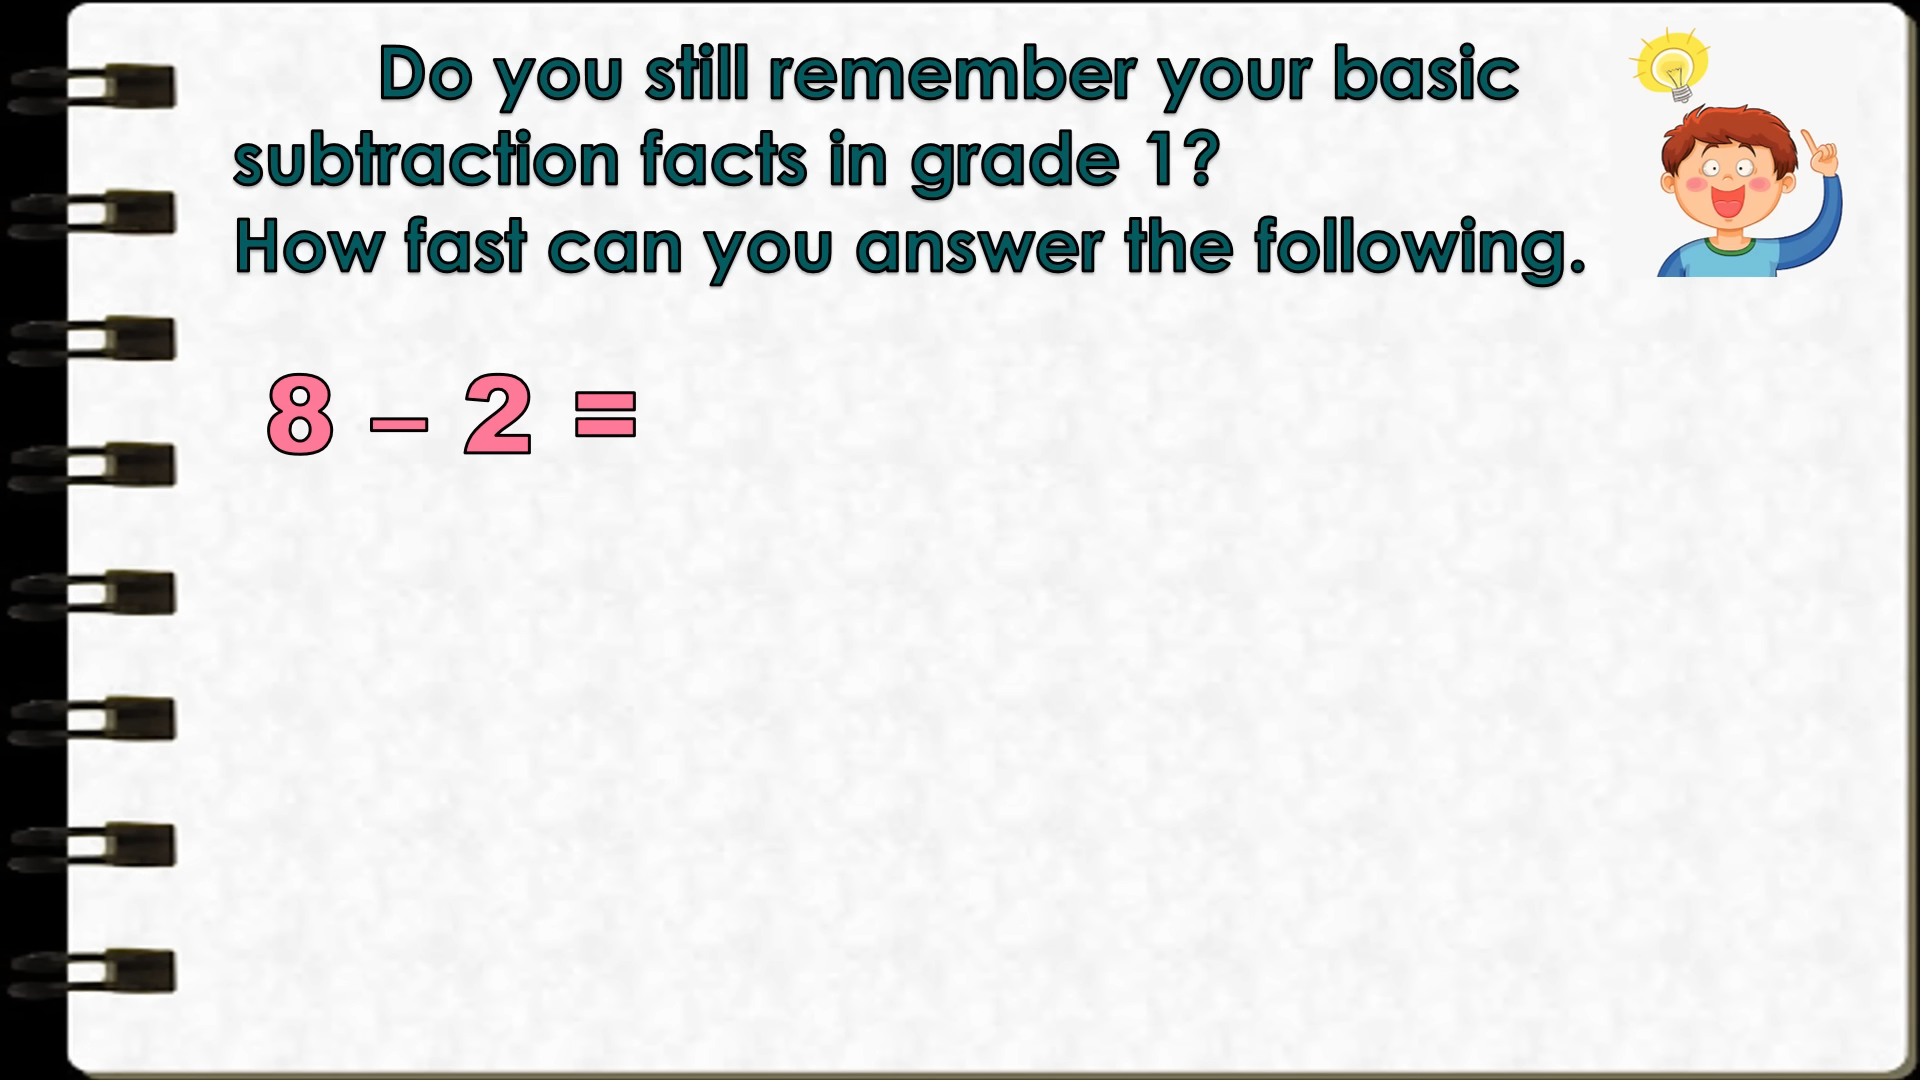 Do you still remember your basic
subtraction facts in grade 1?
How fast can you answer the following.
8 – 2 =